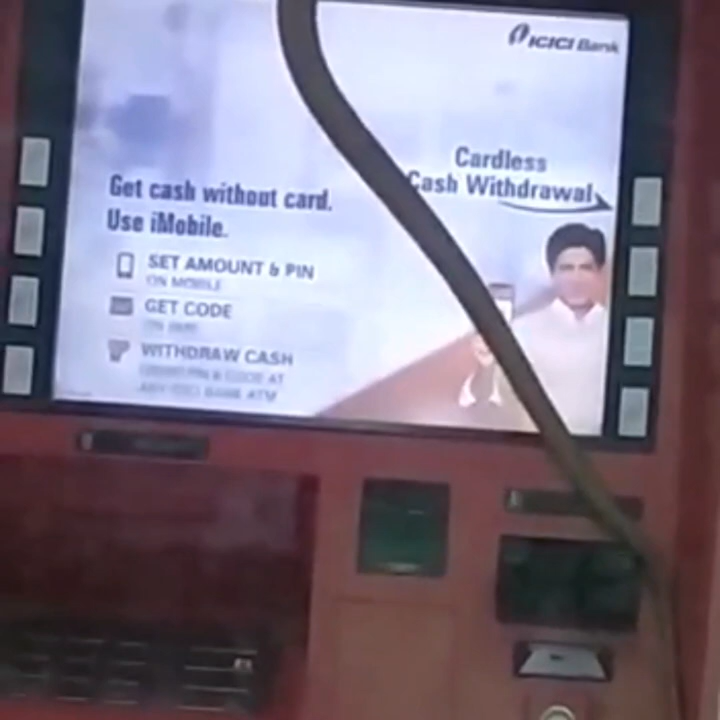 ICICI Bank
Cardless
Cash Withdrawal
Get cash without card.
Use iMobile.
SET AMOUNT & PIN
ON MOBILE
GET CODE
WITHDRAW CASH